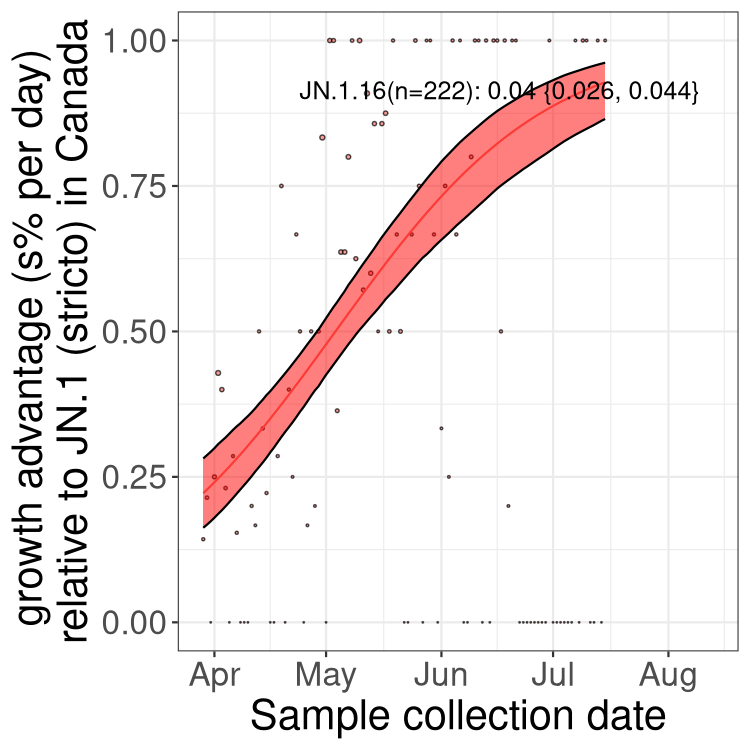 growth advantage (s% per day)
relative to JN.1 (stricto) in Canada
1.00
0.75
0.50
0.25
0.00
JN.1.16(n=222): 0.04 {0.026, 0.044}
Apr May Jun Jul Aug
Sample collection date